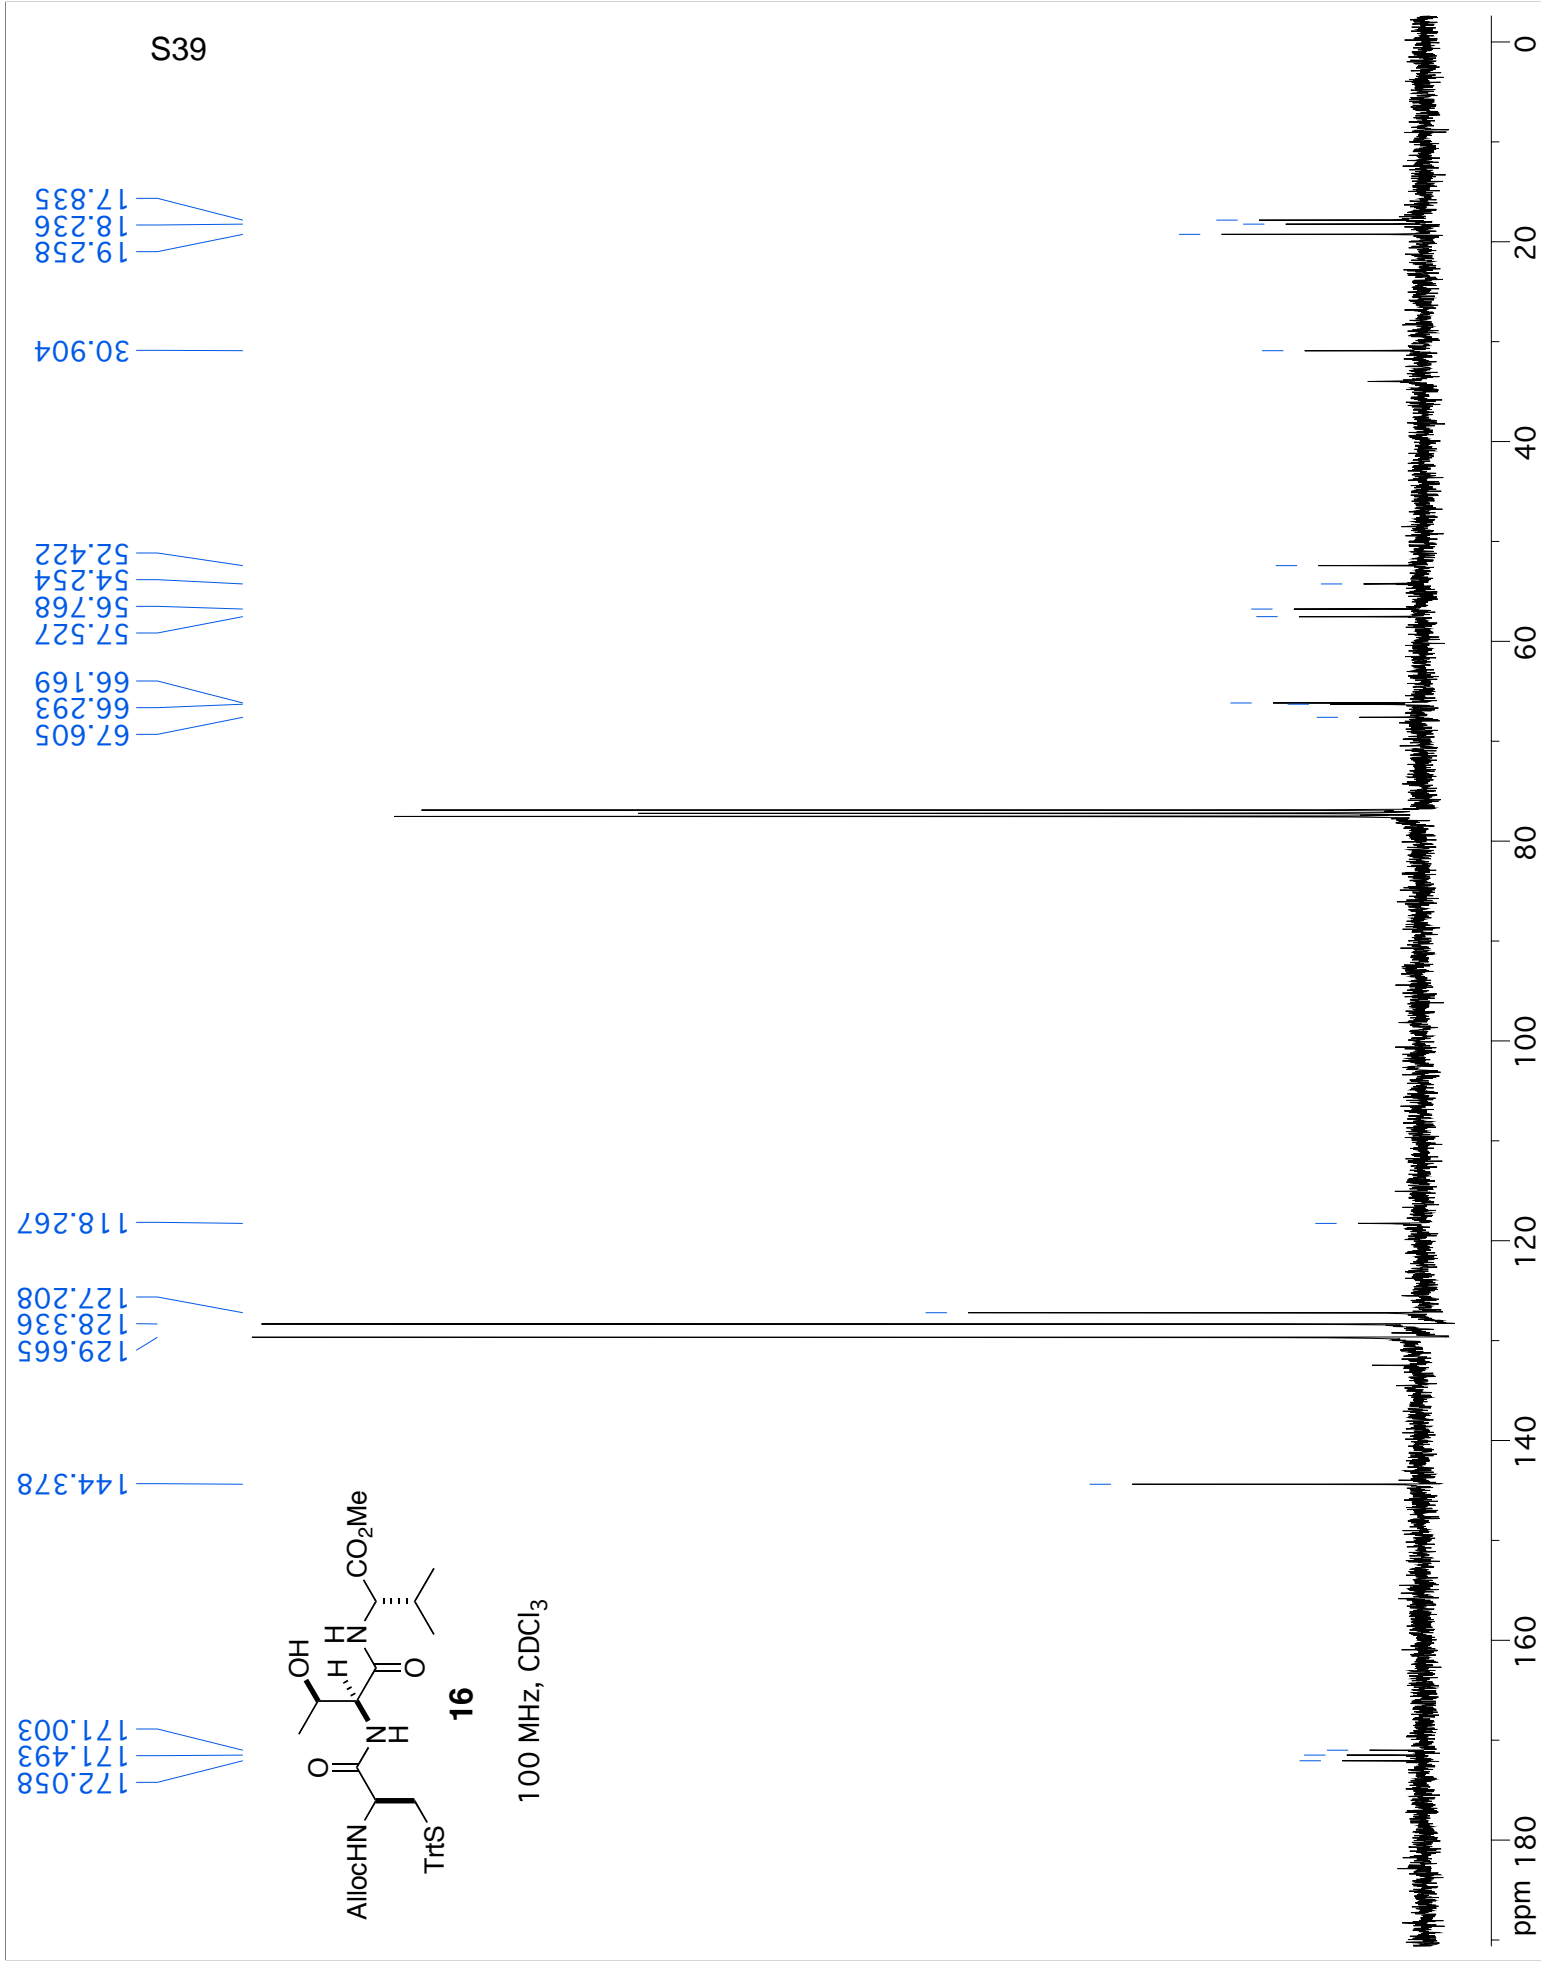 S39
17.835
18.236
19.258
30.904
52.422
54.254
56.768
57.527
66.169
66.293
67.605
118.267
127.208
128.336
129.665
144.378
171.003
171.493
172.058
AllocHN
TrtS
O
N
H
OH
H
O
H
N
CO2Me
16
100 MHz, CDCl3
ppm 180 160 140 120 100 80 60 40 20 0